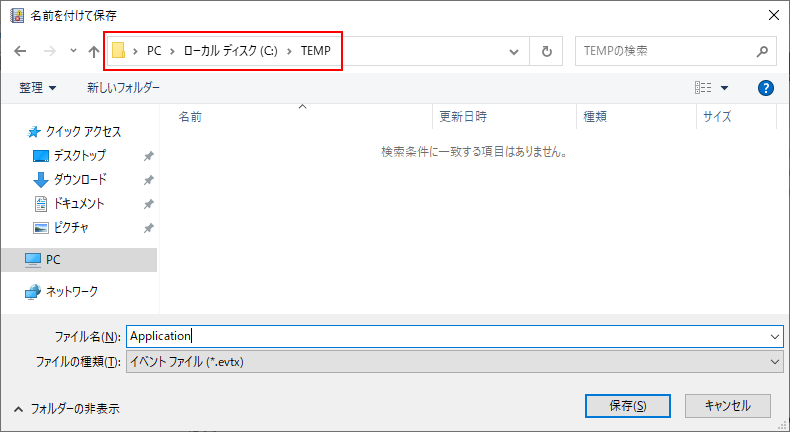 名前を付けて保存
PC ローカル ディスク (C:) TEMP TEMPの検索
整理 新しいフォルダー
名前 更新日時 種類 サイズ
検索条件に一致する項目はありません。
クイック アクセス
デスクトップ
ダウンロード
ドキュメント
ピクチャ
PC
ネットワーク
ファイル名(N): Application
ファイルの種類(T): イベント ファイル (*.evtx)
フォルダーの非表示 保存(S) キャンセル